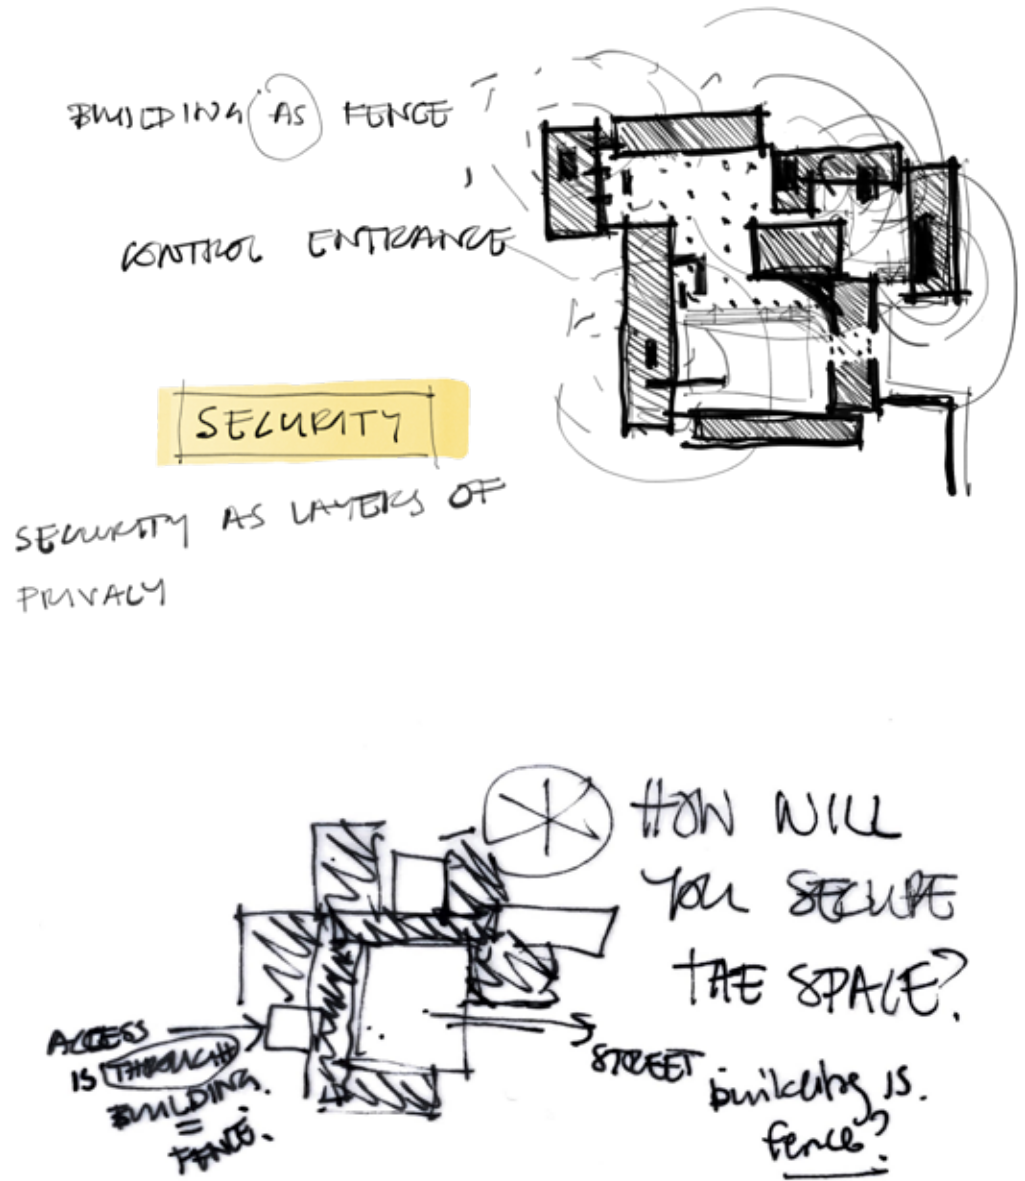 BUILDING AS FENCE
CONTROL ENTRANCE
SECURITY
SECURITY AS LAYERS OF
PRIVACY
HOW WILL
YOU SECURE
THE SPACE?
ACCESS
IS THROUGH
BUILDING.
=
FENCE.
STREET
building is
fence?